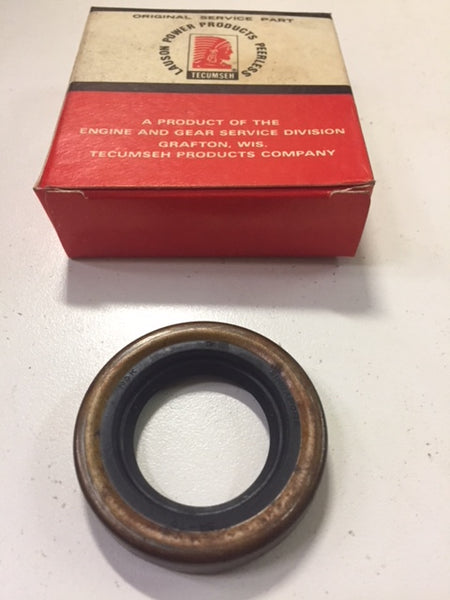 ORIGINAL SERVICE PART
LAUSON POWER PRODUCTS PEERLESS
TECUMSEH
A PRODUCT OF THE
ENGINE AND GEAR SERVICE DIVISION
GRAFTON, WIS.
TECUMSEH PRODUCTS COMPANY